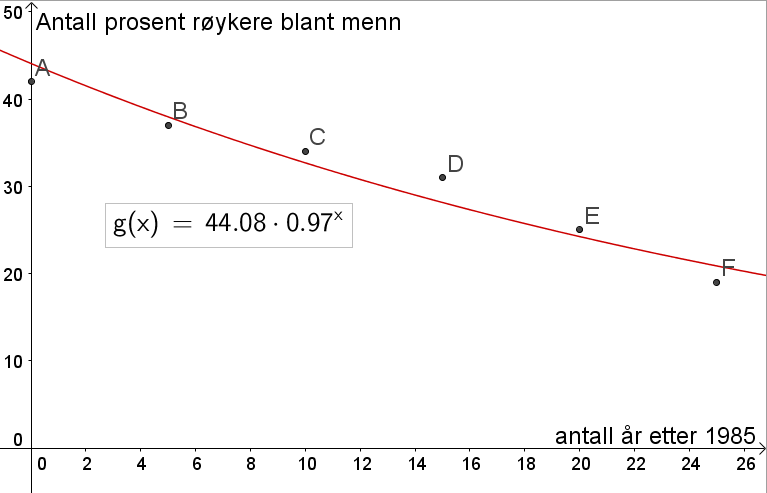 50
Antall prosent røykere blant menn
A
40
B
C
D
30
g(x) = 44.08 · 0.97ˣ
E
20
F
10
0
antall år etter 1985
0 2 4 6 8 10 12 14 16 18 20 22 24 26